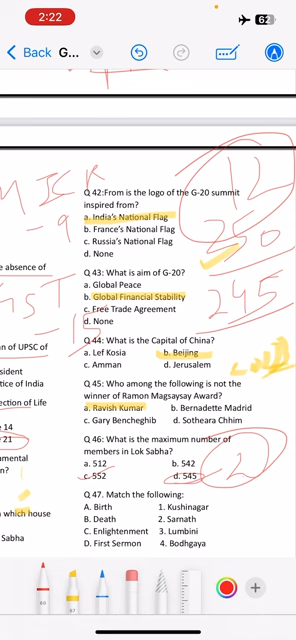 2:22
62
Back G...
12
250
245
- 9
- 15
2
absence of
an of UPSC of
sident
tice of India
ection of Life
e 14
21
amental
n?
which house
Sabha
Q 42:From is the logo of the G-20 summit
inspired from?
a. India's National Flag
b. France's National Flag
c. Russia's National Flag
d. None
Q 43: What is aim of G-20?
a. Global Peace
b. Global Financial Stability
c. Free Trade Agreement
d. None
Q 44: What is the Capital of China?
a. Lef Kosia b. Beijing
c. Amman d. Jerusalem
Q 45: Who among the following is not the
winner of Ramon Magsaysay Award?
a. Ravish Kumar b. Bernadette Madrid
c. Gary Bencheghib d. Sotheara Chhim
Q 46: What is the maximum number of
members in Lok Sabha?
a. 512 b. 542
c. 552 d. 545
Q 47. Match the following:
A. Birth 1. Kushinagar
B. Death 2. Sarnath
C. Enlightenment 3. Lumbini
D. First Sermon 4. Bodhgaya